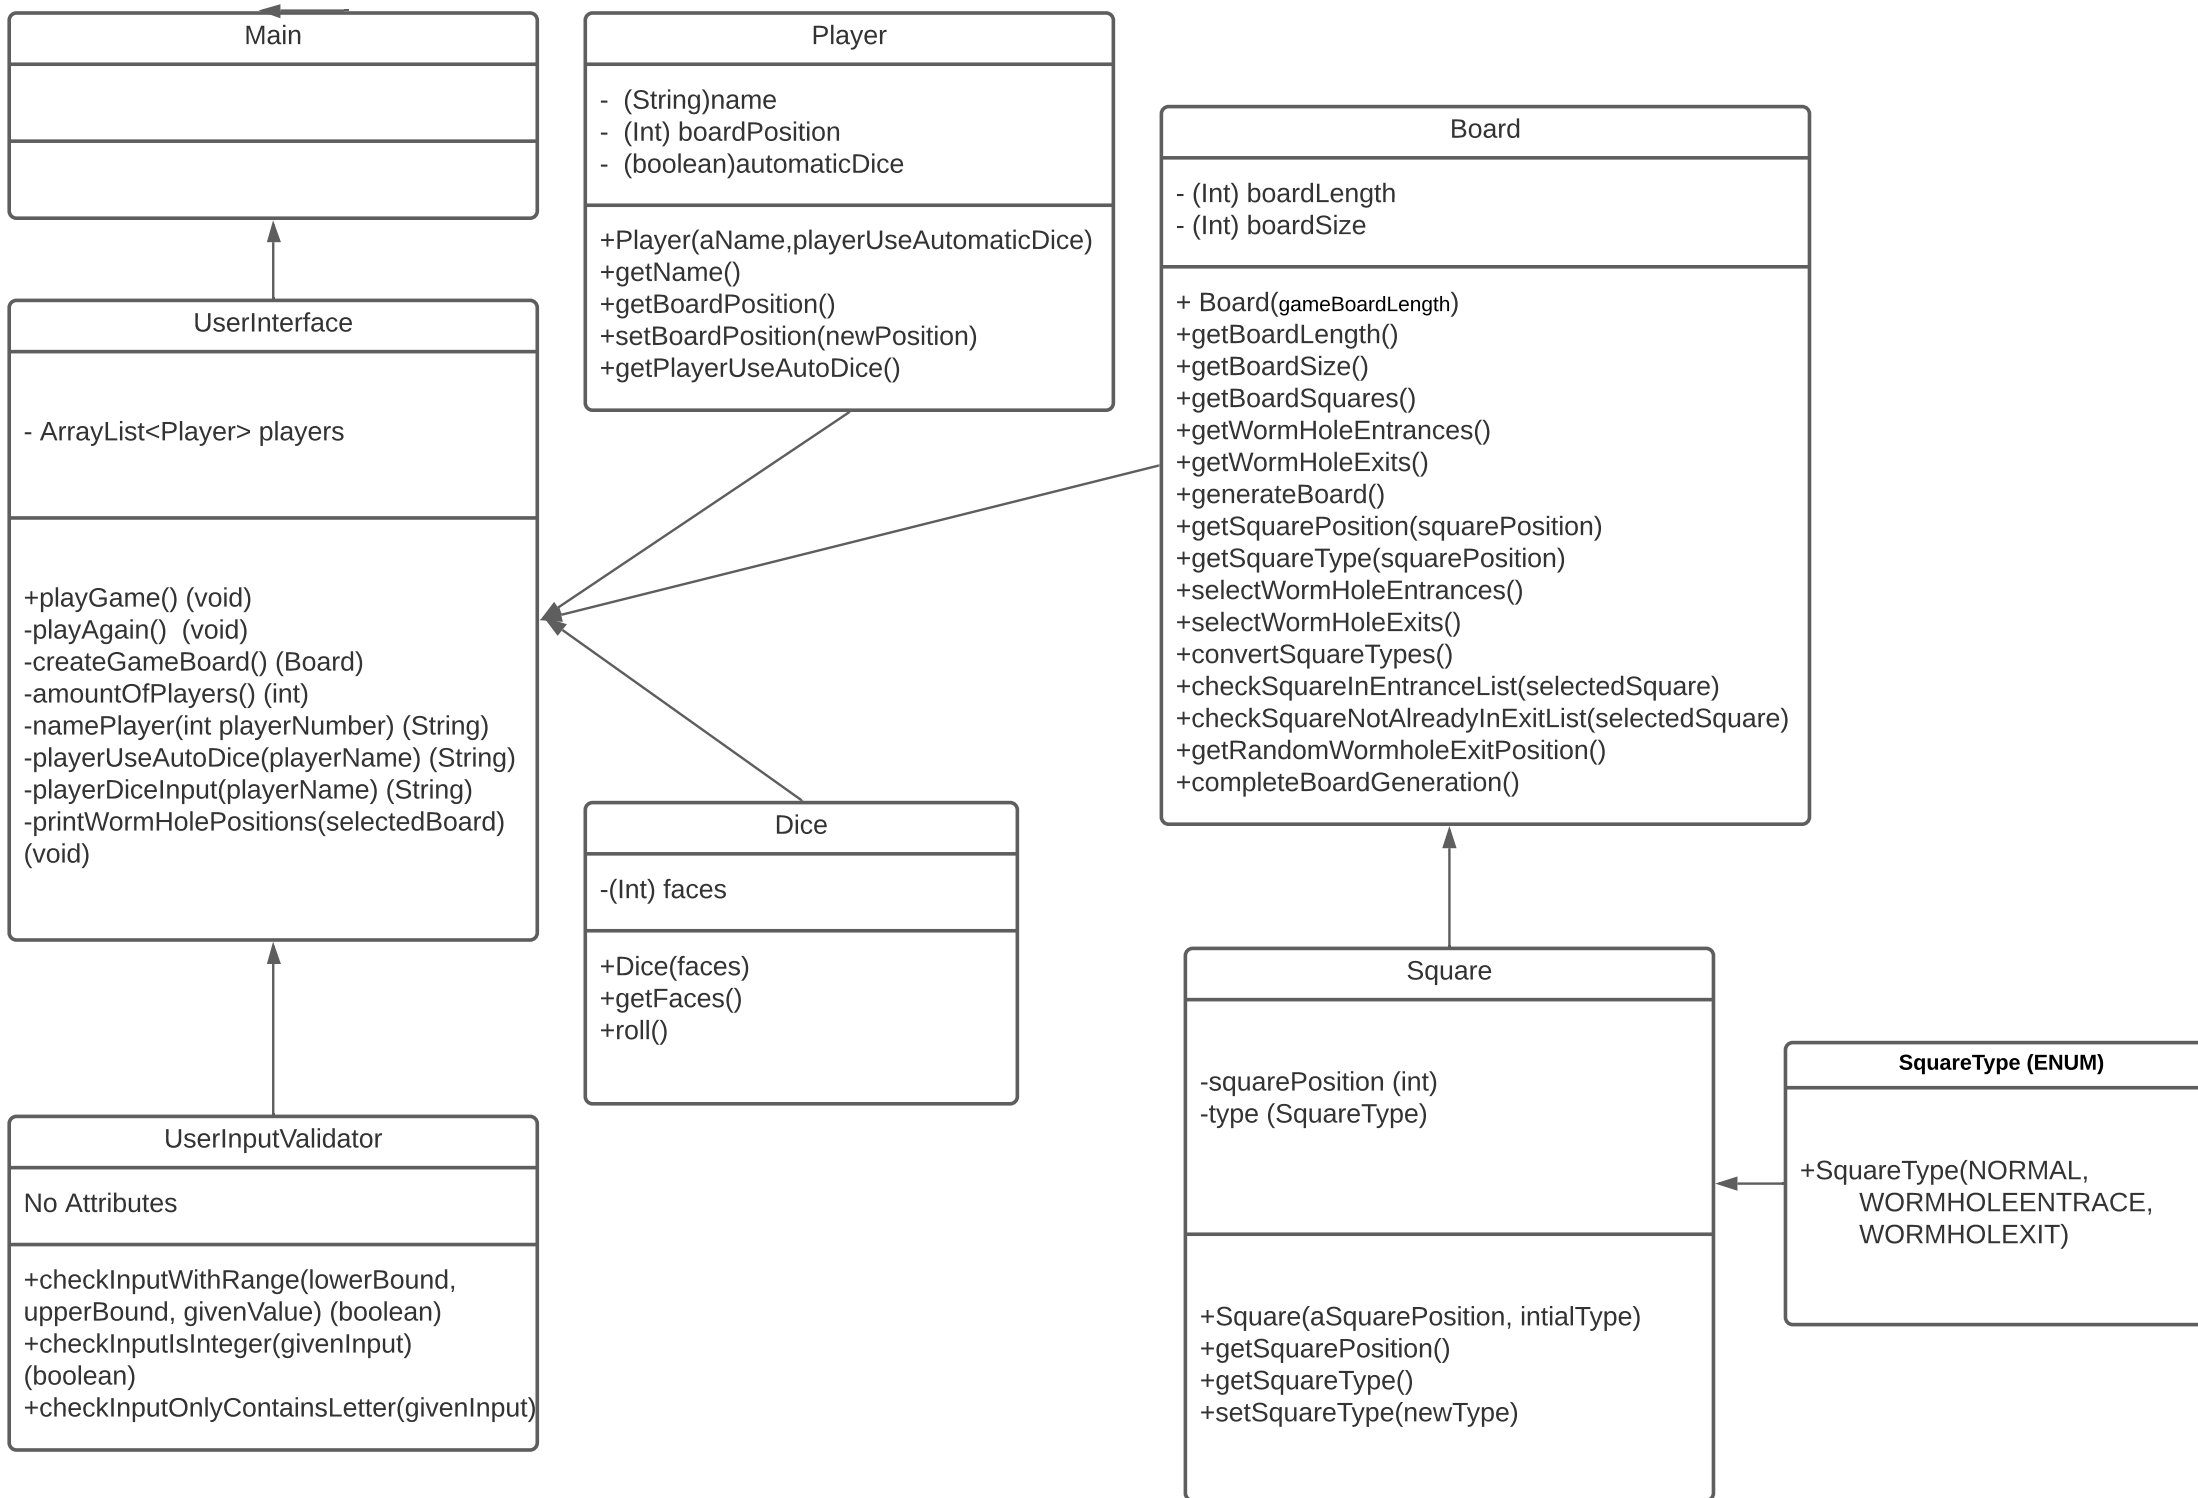 Main
Player
-  (String)name
-  (Int) boardPosition
-  (boolean)automaticDice
+Player(aName,playerUseAutomaticDice)
+getName()
+getBoardPosition()
+setBoardPosition(newPosition)
+getPlayerUseAutoDice()
Board
- (Int) boardLength
- (Int) boardSize
+ Board(gameBoardLength)
+getBoardLength()
+getBoardSize()
+getBoardSquares()
+getWormHoleEntrances()
+getWormHoleExits()
+generateBoard()
+getSquarePosition(squarePosition)
+getSquareType(squarePosition)
+selectWormHoleEntrances()
+selectWormHoleExits()
+convertSquareTypes()
+checkSquareInEntranceList(selectedSquare)
+checkSquareNotAlreadyInExitList(selectedSquare)
+getRandomWormholeExitPosition()
+completeBoardGeneration()
UserInterface
- ArrayList<Player> players
+playGame() (void)
-playAgain()  (void)
-createGameBoard() (Board)
-amountOfPlayers() (int)
-namePlayer(int playerNumber) (String)
-playerUseAutoDice(playerName) (String)
-playerDiceInput(playerName) (String)
-printWormHolePositions(selectedBoard)
(void)
Dice
-(Int) faces
+Dice(faces)
+getFaces()
+roll()
Square
-squarePosition (int)
-type (SquareType)
+Square(aSquarePosition, intialType)
+getSquarePosition()
+getSquareType()
+setSquareType(newType)
SquareType (ENUM)
+SquareType(NORMAL,
WORMHOLEENTRACE,
WORMHOLEXIT)
UserInputValidator
No Attributes
+checkInputWithRange(lowerBound,
upperBound, givenValue) (boolean)
+checkInputIsInteger(givenInput)
(boolean)
+checkInputOnlyContainsLetter(givenInput)